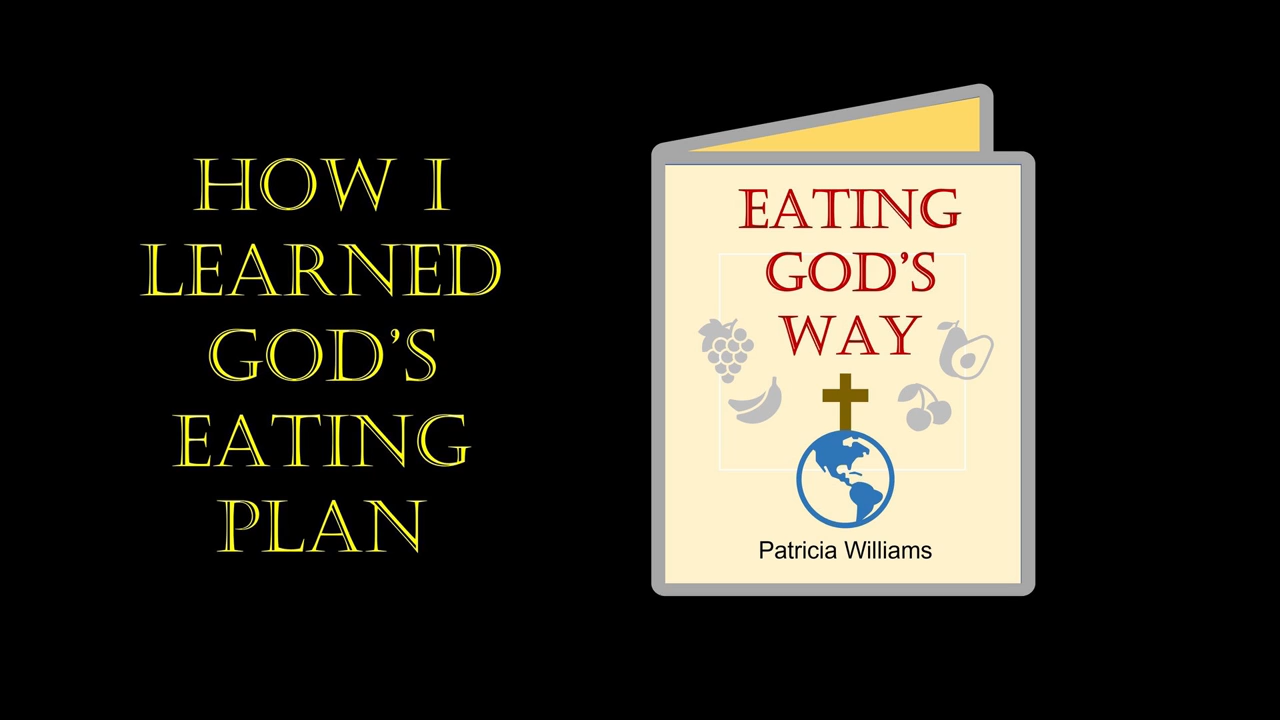 HOW I
LEARNED
GOD'S
EATING
PLAN
EATING
GOD'S
WAY
Patricia Williams